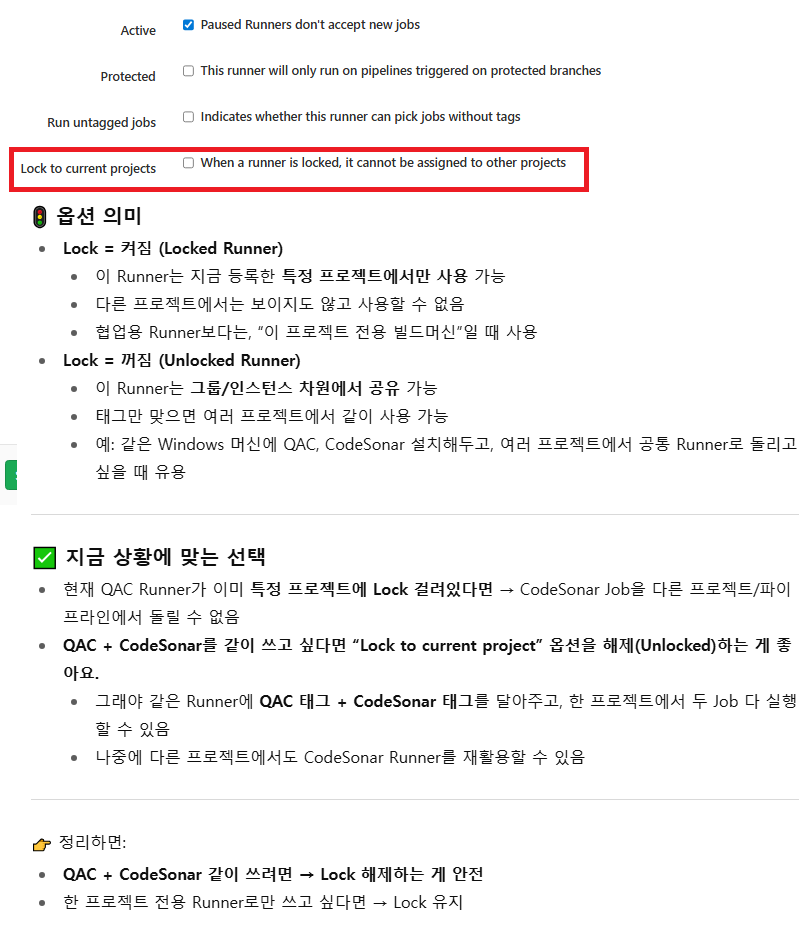 Active Paused Runners don't accept new jobs
Protected This runner will only run on pipelines triggered on protected branches
Run untagged jobs Indicates whether this runner can pick jobs without tags
Lock to current projects When a runner is locked, it cannot be assigned to other projects
🚦 옵션 의미
• Lock = 켜짐 (Locked Runner)
• 이 Runner는 지금 등록한 특정 프로젝트에서만 사용 가능
• 다른 프로젝트에서는 보이지도 않고 사용할 수 없음
• 협업용 Runner보다는, “이 프로젝트 전용 빌드머신”일 때 사용
• Lock = 꺼짐 (Unlocked Runner)
• 이 Runner는 그룹/인스턴스 차원에서 공유 가능
• 태그만 맞으면 여러 프로젝트에서 같이 사용 가능
• 예: 같은 Windows 머신에 QAC, CodeSonar 설치해두고, 여러 프로젝트에서 공통 Runner로 돌리고
싶을 때 유용
✅ 지금 상황에 맞는 선택
• 현재 QAC Runner가 이미 특정 프로젝트에 Lock 걸려있다면 → CodeSonar Job을 다른 프로젝트/파이
프라인에서 돌릴 수 없음
• QAC + CodeSonar를 같이 쓰고 싶다면 “Lock to current project” 옵션을 해제(Unlocked)하는 게 좋
아요.
• 그래야 같은 Runner에 QAC 태그 + CodeSonar 태그를 달아주고, 한 프로젝트에서 두 Job 다 실행
할 수 있음
• 나중에 다른 프로젝트에서도 CodeSonar Runner를 재활용할 수 있음
👉 정리하면:
• QAC + CodeSonar 같이 쓰려면 → Lock 해제하는 게 안전
• 한 프로젝트 전용 Runner로만 쓰고 싶다면 → Lock 유지